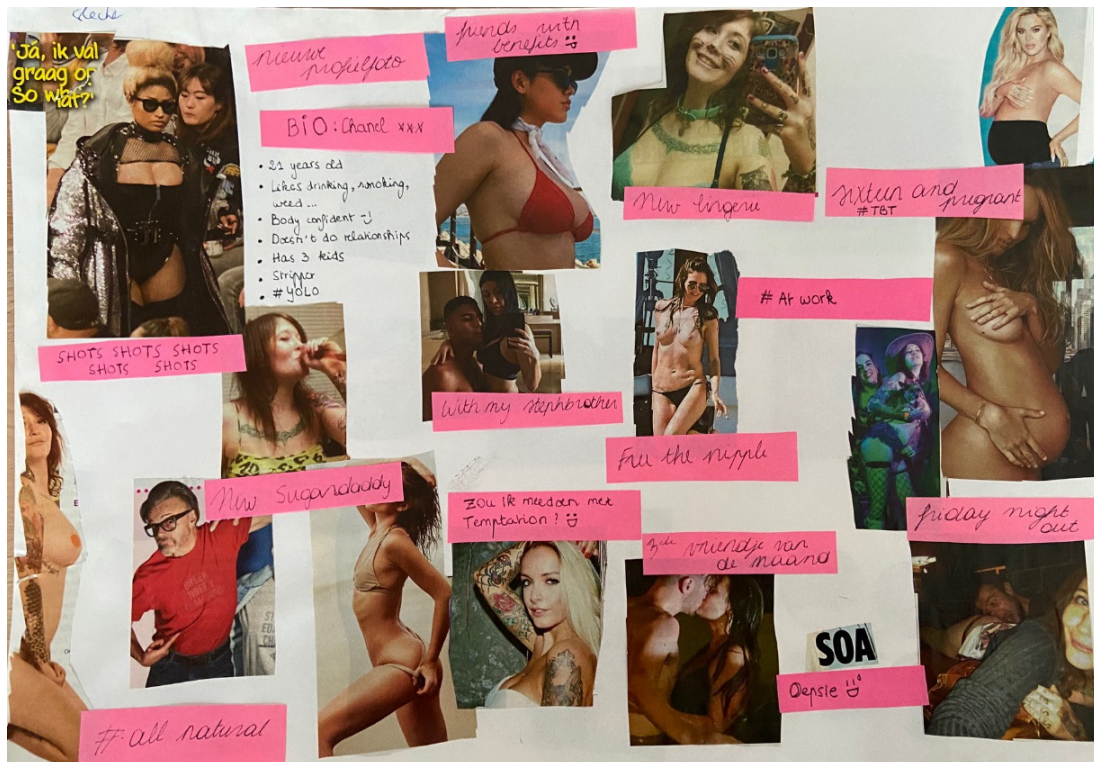 'Ja, ik val
graag op
So what?'
nieuwe
profielfoto
friends with
benefits
BiO: Chanel xxx
• 21 years old
• Likes drinking, smoking,
weed ...
• Body confident
• Doesn't do relationships
• Has 3 kids
• Stripper
• #YOLO
New lingerie
sixteen and
pregnant
#TBT
# At work
SHOTS SHOTS SHOTS
SHOTS SHOTS
With my stephbrother
Free the nipple
New Sugardaddy
Zou ik meedoen met
Temptation?
3de vriendje van
de maand
friday night
out
SOA
Oepsie
#all natural